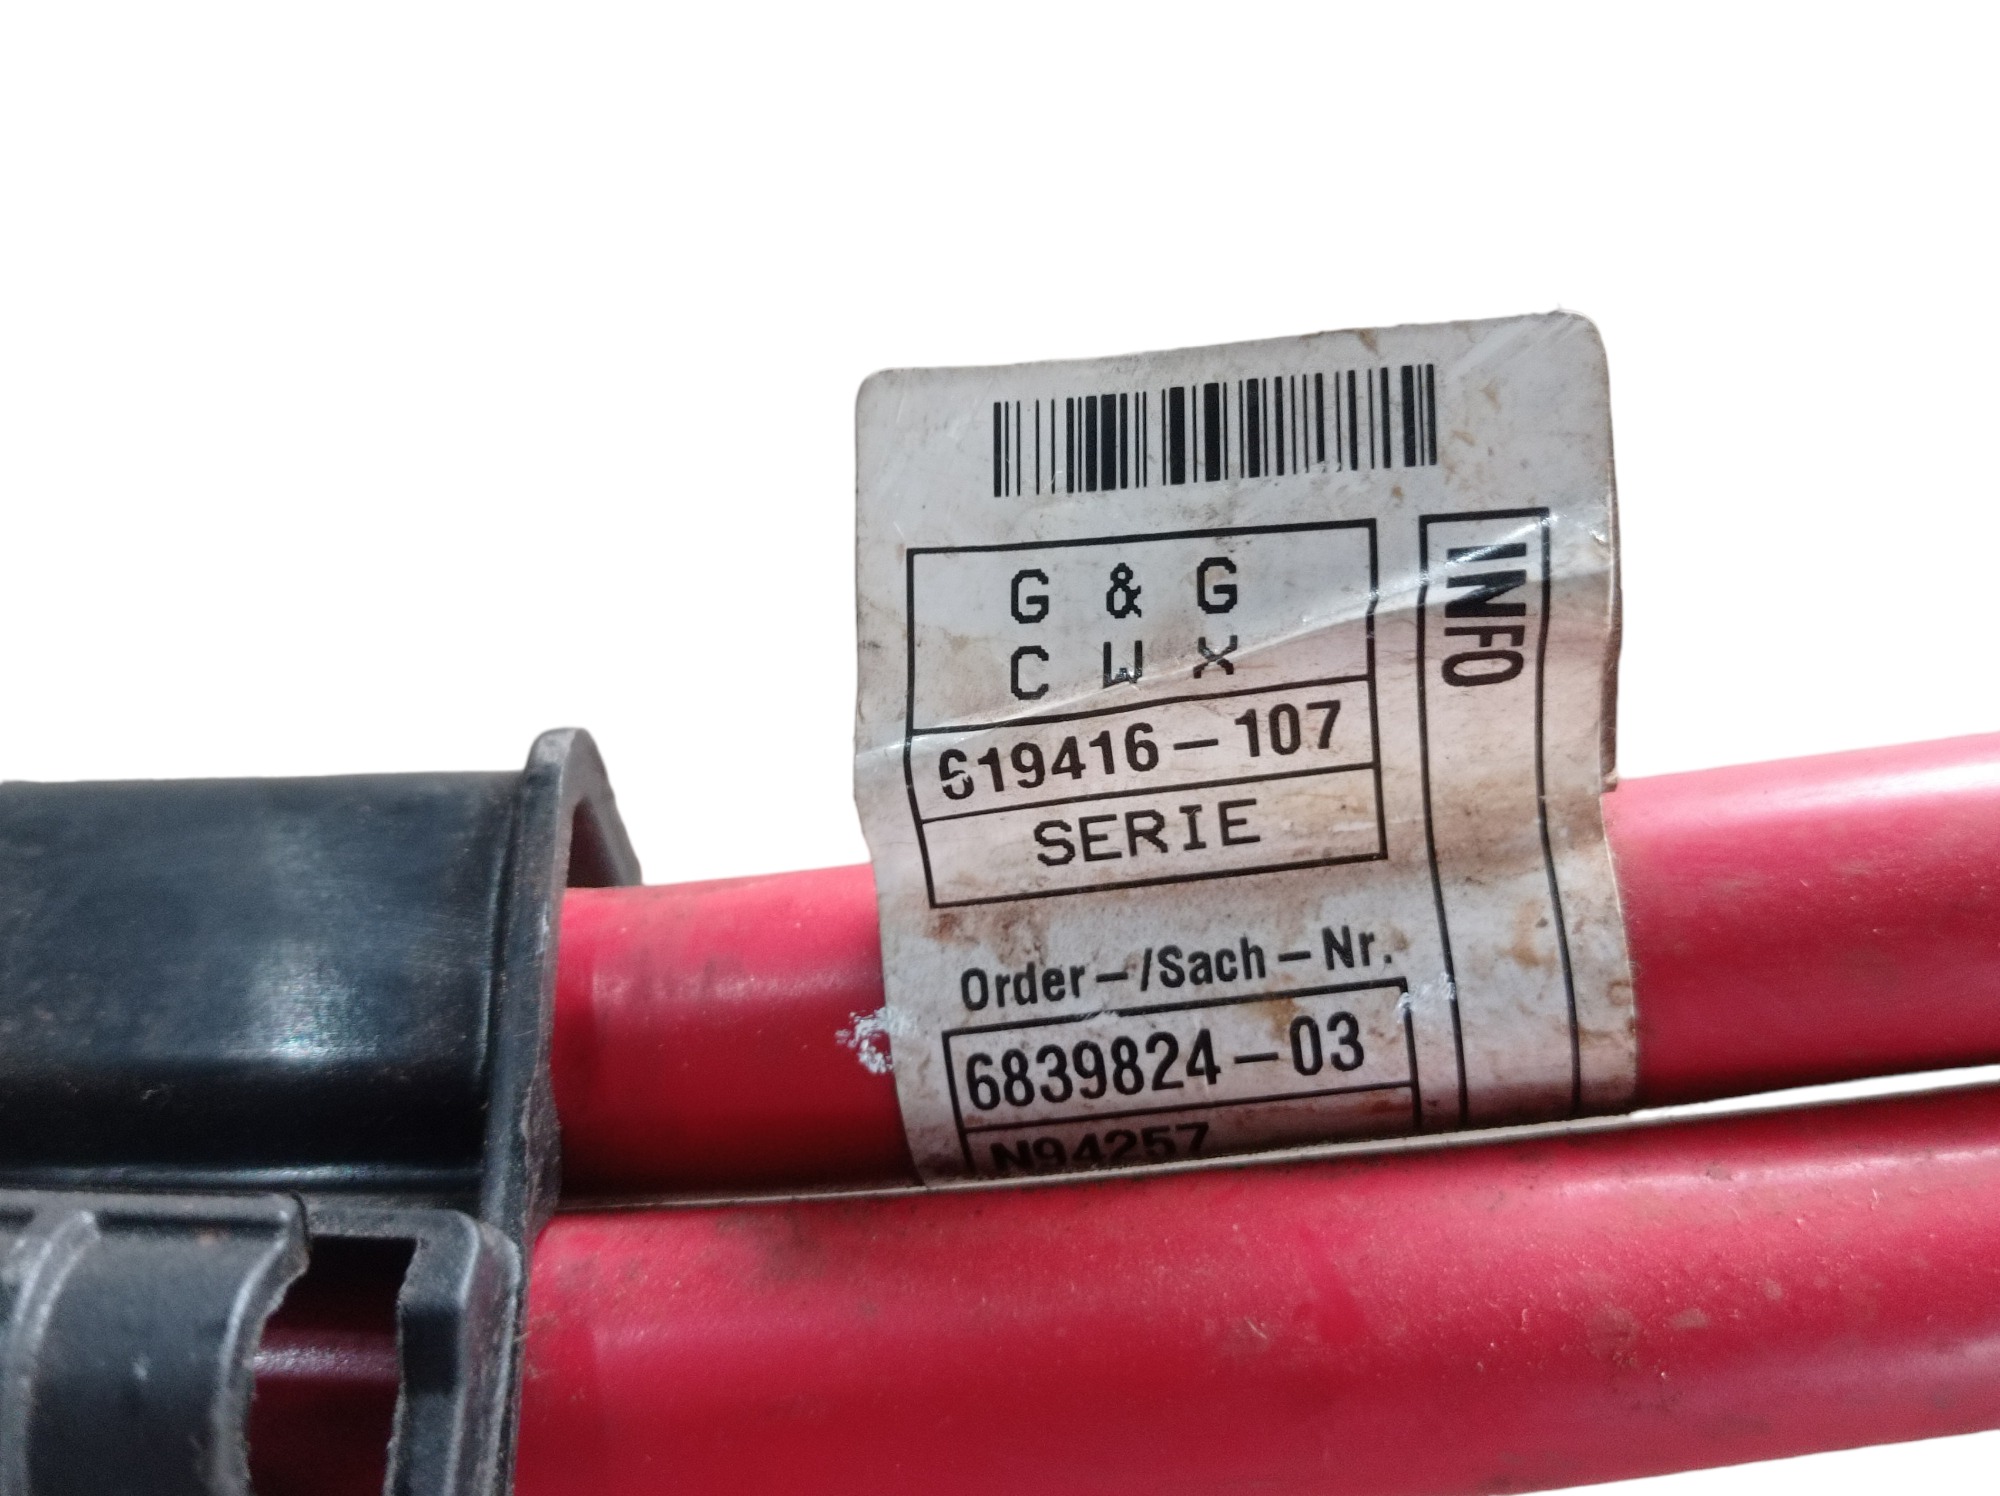 G & G
C W X
619416-107
SERIE
INFO
Order-/Sach-Nr.
6839824-03
N94257